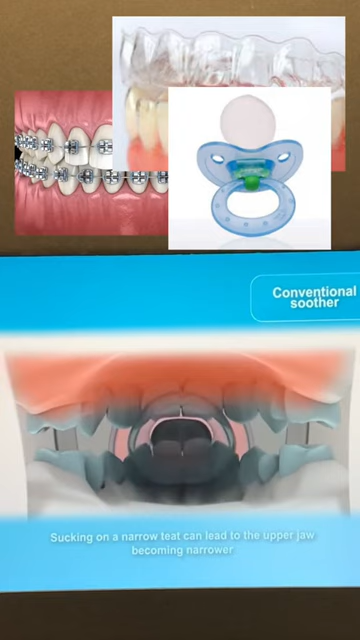 Conventional
soother
Sucking on a narrow teat can lead to the upper jaw
becoming narrower